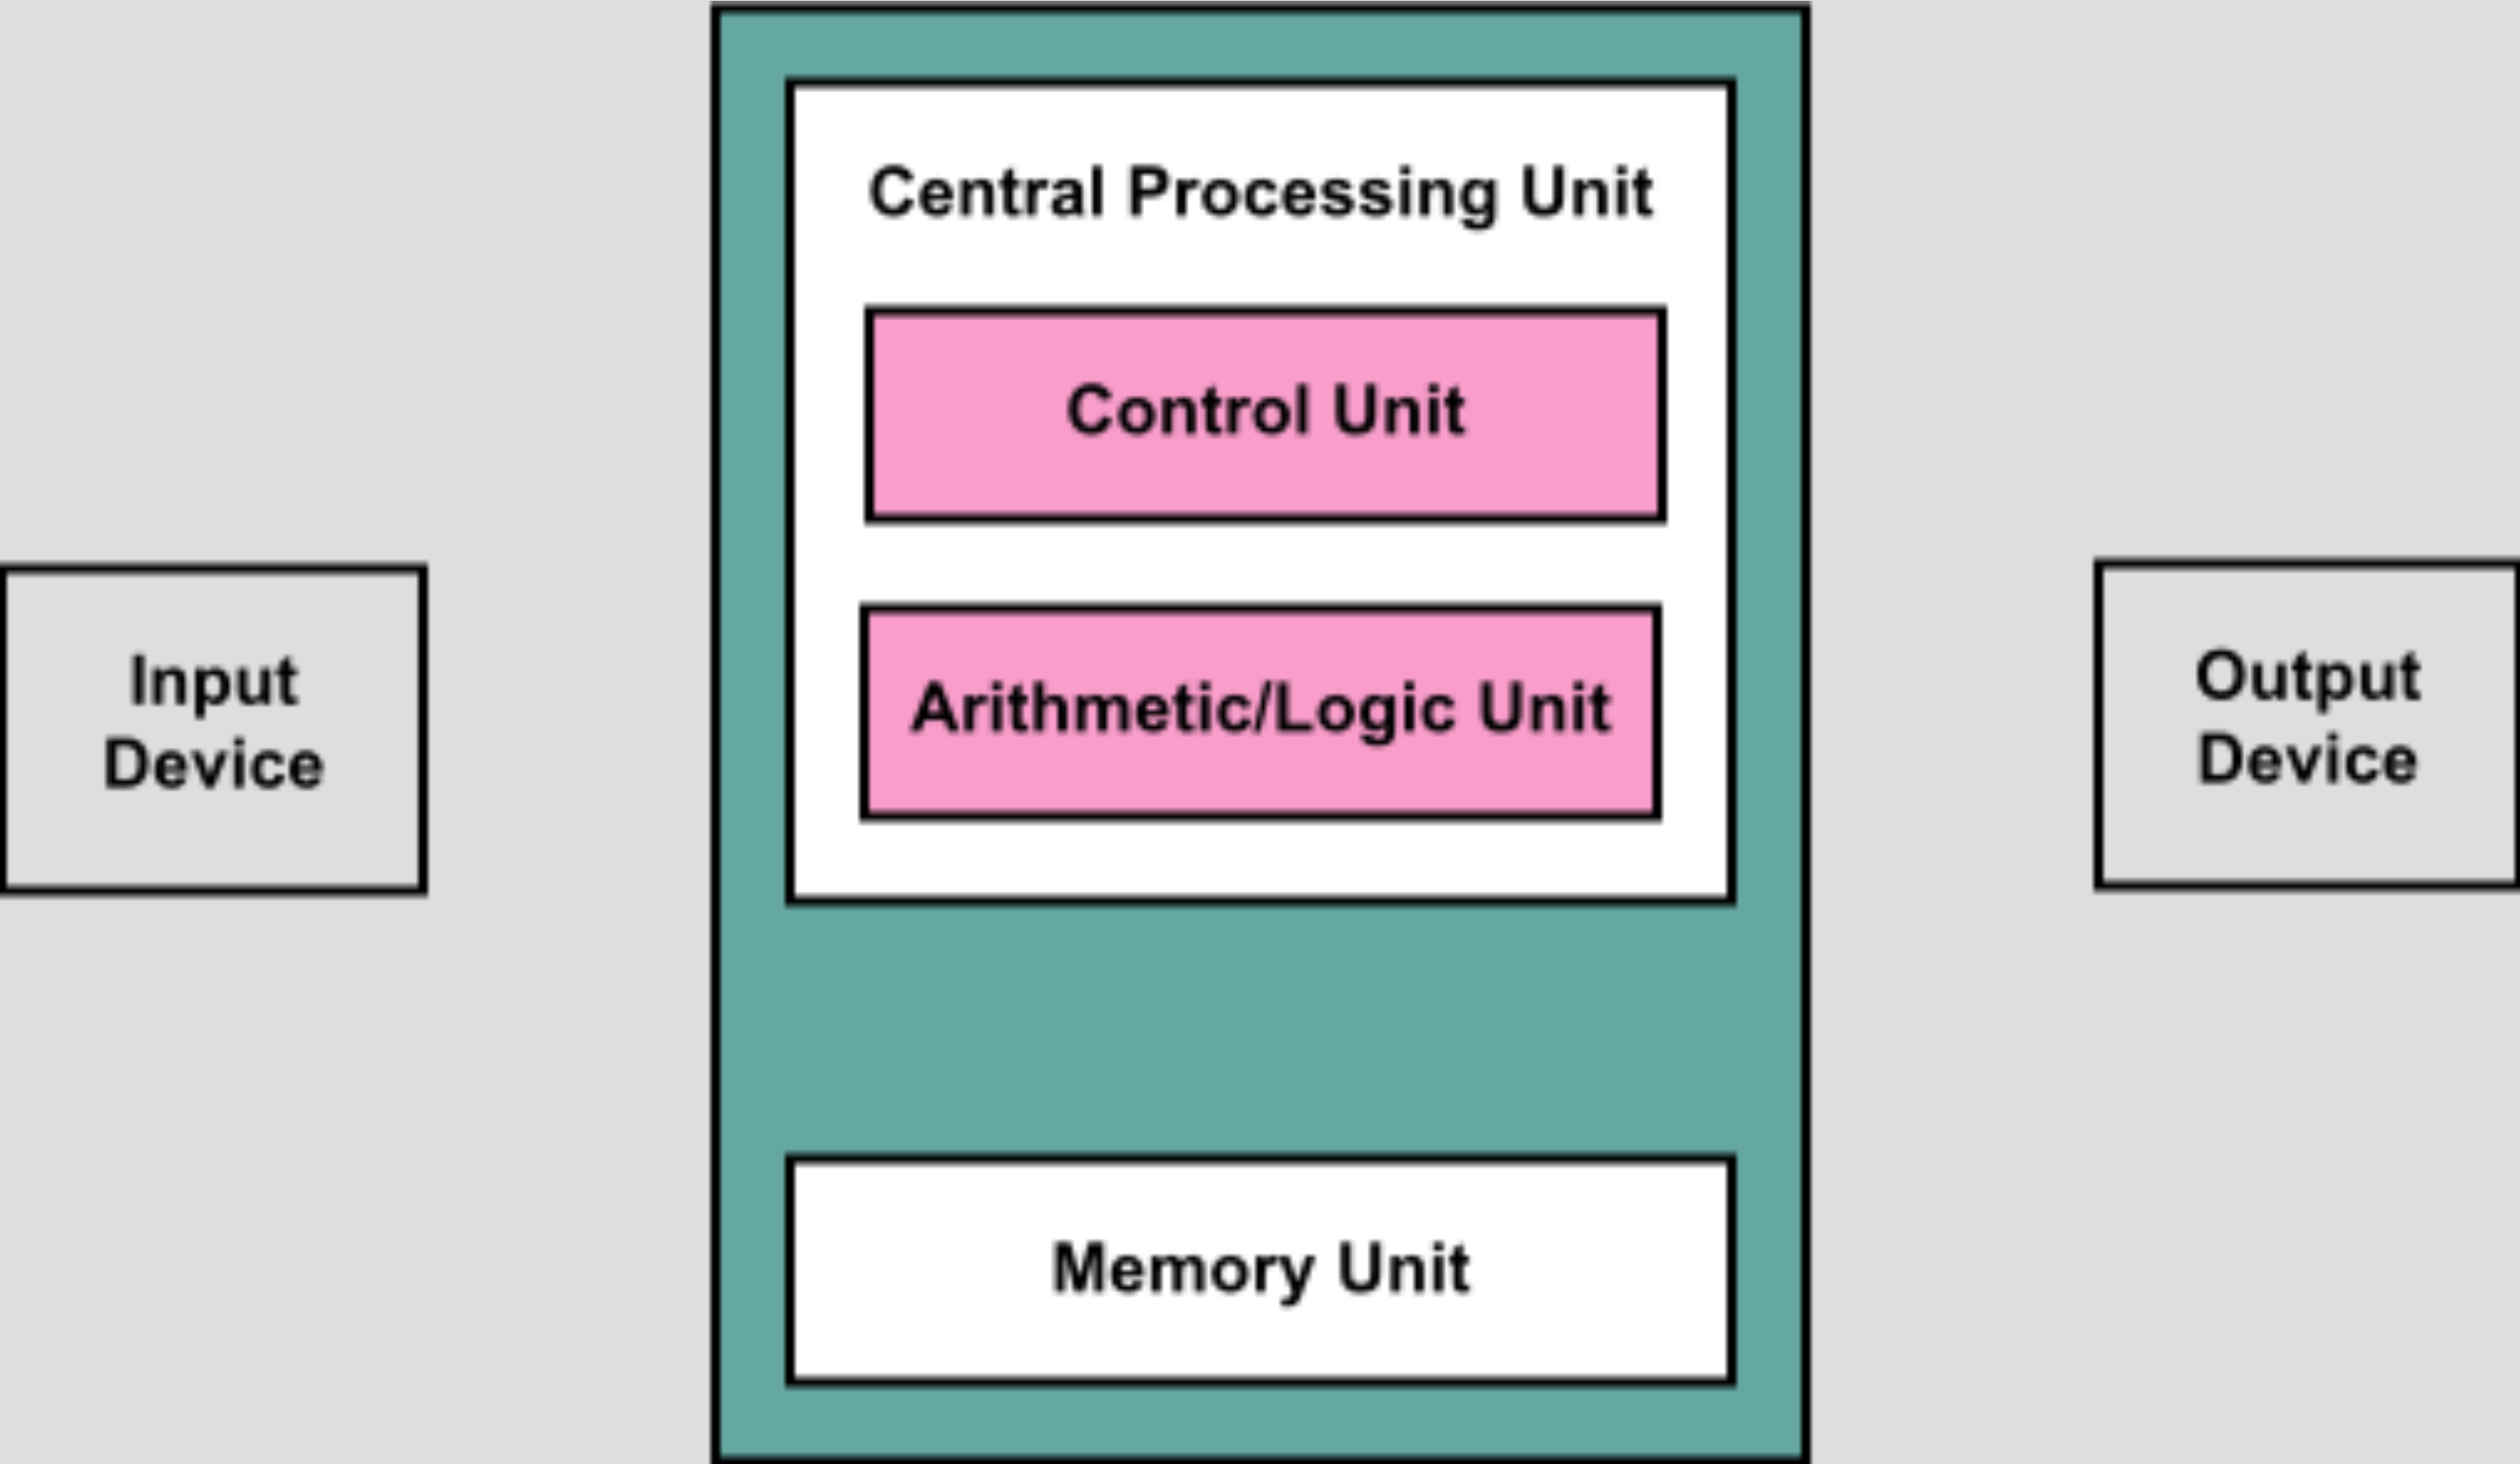 Central Processing Unit
Control Unit
Arithmetic/Logic Unit
Input
Device
Output
Device
Memory Unit